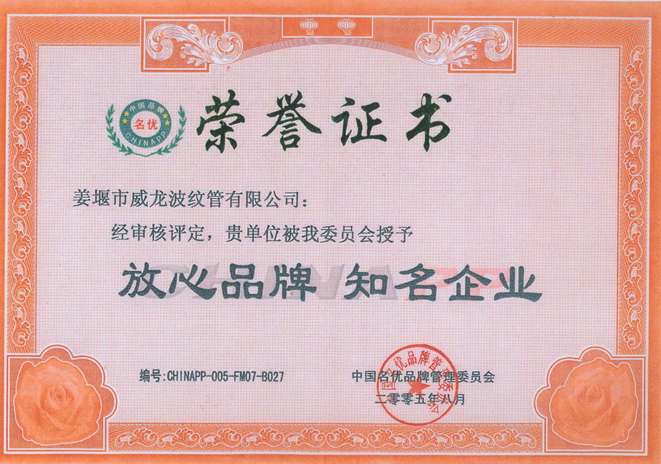 中国品牌
名优
CHINAPP
荣誉证书
姜堰市威龙波纹管有限公司：
经审核评定，贵单位被我委员会授予
CHINAPP
放心品牌 知名企业
编号:CHINAPP-005-FM07-B027
中国名优品牌管理委员会
二零零五年八月